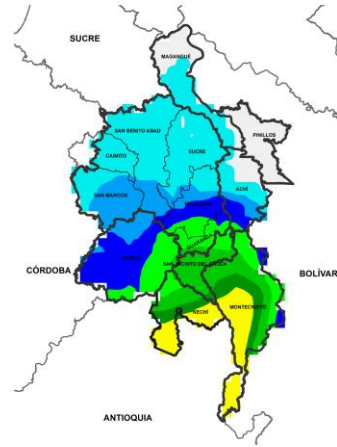 SUCRE
MAGANGUÉ
SAN BENITO ABAD
PINILLOS
CAIMITO
SUCRE
ACHÍ
SAN MARCOS
GUARANDA
CÓRDOBA
SAN JACINTO DEL CAUCA
BOLÍVAR
MONTECRISTO
NECHÍ
ANTIOQUIA